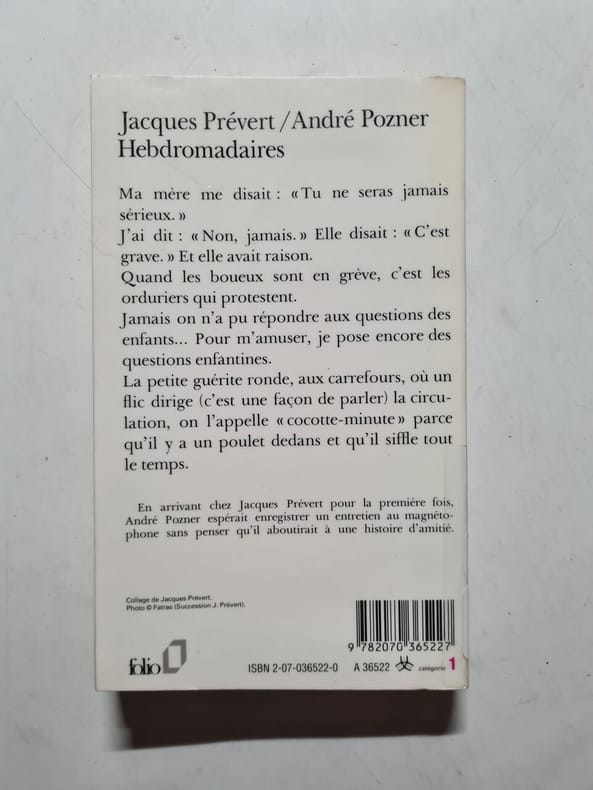 Jacques Prévert/André Pozner
Hebdromadaires
Ma mère me disait : « Tu ne seras jamais
sérieux. »
J'ai dit : « Non, jamais. » Elle disait : « C'est
grave. » Et elle avait raison.
Quand les boueux sont en grève, c'est les
orduriers qui protestent.
Jamais on n'a pu répondre aux questions des
enfants... Pour m'amuser, je pose encore des
questions enfantines.
La petite guérite ronde, aux carrefours, où un
flic dirige (c'est une façon de parler) la circu-
lation, on l'appelle « cocotte-minute » parce
qu'il y a un poulet dedans et qu'il siffle tout
le temps.
En arrivant chez Jacques Prévert pour la première fois,
André Pozner espérait enregistrer un entretien au magnéto-
phone sans penser qu'il aboutirait à une histoire d'amitié.
Collage de Jacques Prévert.
Photo © Fatras (Succession J. Prévert).
9 782070 365227
folio
ISBN 2-07-036522-0 A 36522 catégorie 1